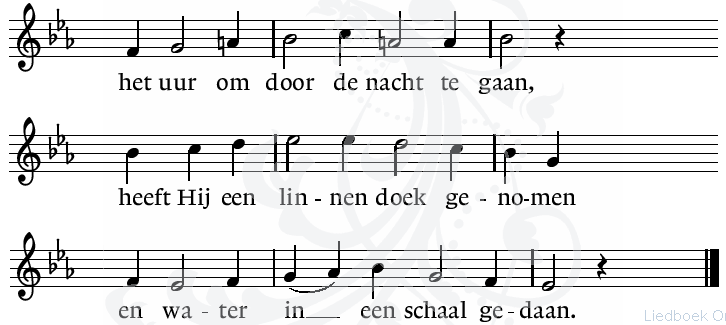 het uur om door de nacht te gaan,
heeft Hij een lin - nen doek ge - no-men
en wa - ter in__ een schaal ge-daan.
Liedboek O